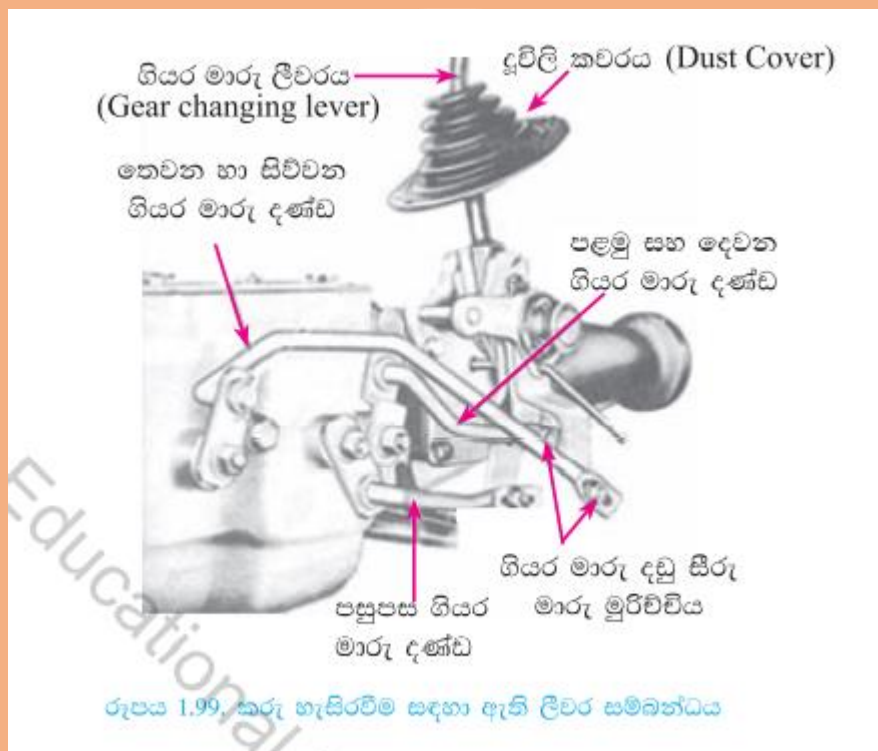 ගියර මාරු ලීවරය
(Gear changing lever)
දූවිලි කවරය (Dust Cover)
තෙවන හා සිව්වන
ගියර මාරු දණ්ඩ
පළමු සහ දෙවන
ගියර මාරු දණ්ඩ
ගියර මාරු දඬු සීරු
මාරු මුරිච්චිය
පසුපස ගියර
මාරු දණ්ඩ
Educational
රූපය 1.99. කරු හැසිරවීම සඳහා ඇති ලීවර සම්බන්ධය